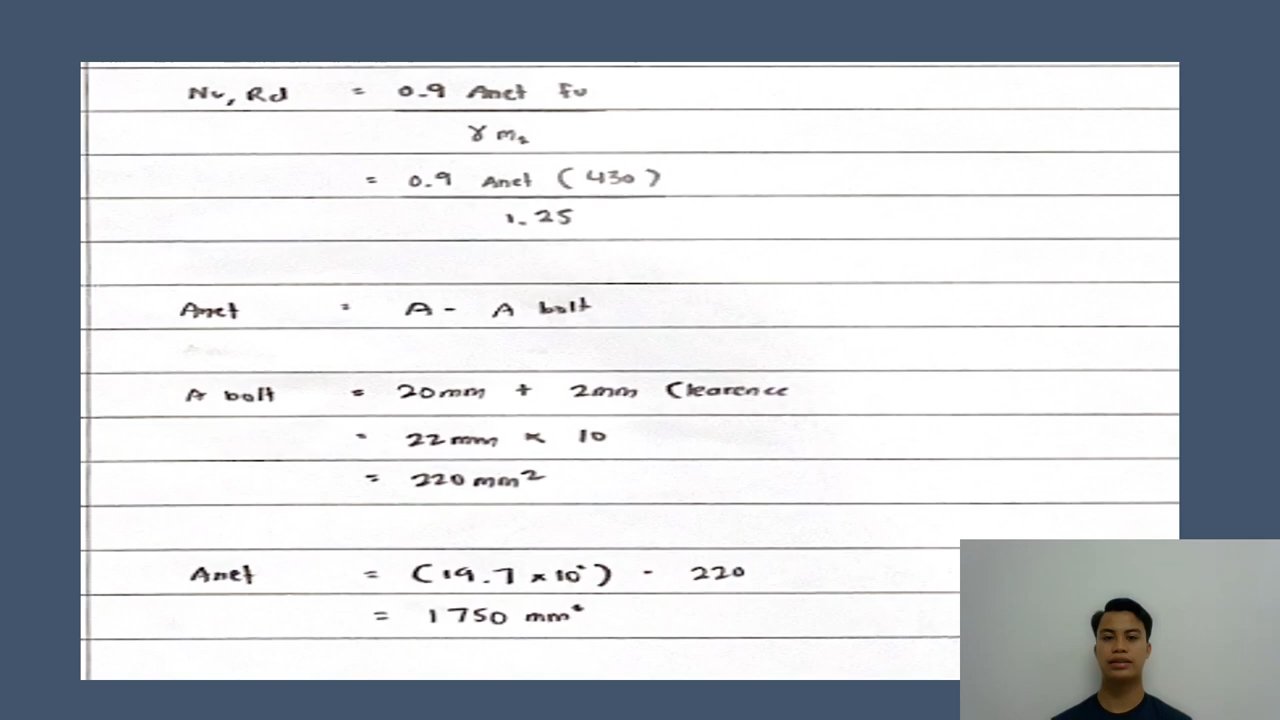 Nu, Rd = 0.9 Anet Fu
γ m₂
= 0.9 Anet (430)
1.25
Anet = A - A bolt
A bolt = 20mm + 2mm Clearence
= 22mm × 10
= 220 mm²
Anet = (19.7 × 10²) - 220
= 1750 mm²